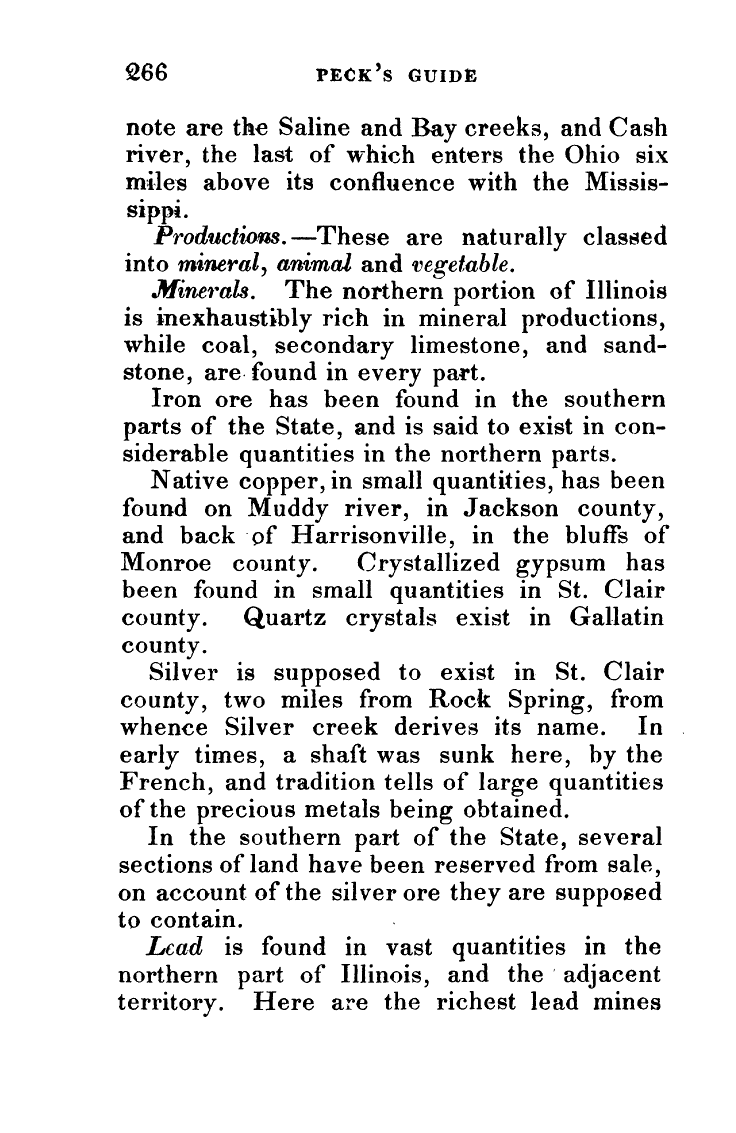 266 PECK'S GUIDE
note are the Saline and Bay creeks, and Cash
river, the last of which enters the Ohio six
miles above its confluence with the Missis-
sippi.
Productions.—These are naturally classed
into mineral, animal and vegetable.
Minerals. The northern portion of Illinois
is inexhaustibly rich in mineral productions,
while coal, secondary limestone, and sand-
stone, are found in every part.
Iron ore has been found in the southern
parts of the State, and is said to exist in con-
siderable quantities in the northern parts.
Native copper, in small quantities, has been
found on Muddy river, in Jackson county,
and back of Harrisonville, in the bluffs of
Monroe county. Crystallized gypsum has
been found in small quantities in St. Clair
county. Quartz crystals exist in Gallatin
county.
Silver is supposed to exist in St. Clair
county, two miles from Rock Spring, from
whence Silver creek derives its name. In
early times, a shaft was sunk here, by the
French, and tradition tells of large quantities
of the precious metals being obtained.
In the southern part of the State, several
sections of land have been reserved from sale,
on account of the silver ore they are supposed
to contain.
Lead is found in vast quantities in the
northern part of Illinois, and the adjacent
territory. Here are the richest lead mines